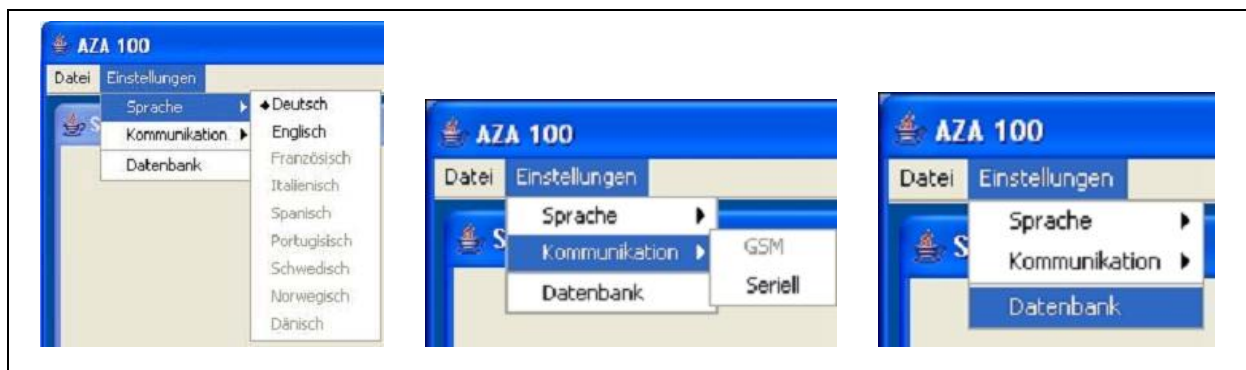 AZA 100
Datei Einstellungen
Sprache
Kommunikation
Datenbank
Deutsch
Englisch
Französisch
Italienisch
Spanisch
Portugisisch
Schwedisch
Norwegisch
Dänisch
AZA 100
Datei Einstellungen
S
Sprache
Kommunikation
Datenbank
GSM
Seriell
AZA 100
Datei Einstellungen
S
Sprache
Kommunikation
Datenbank